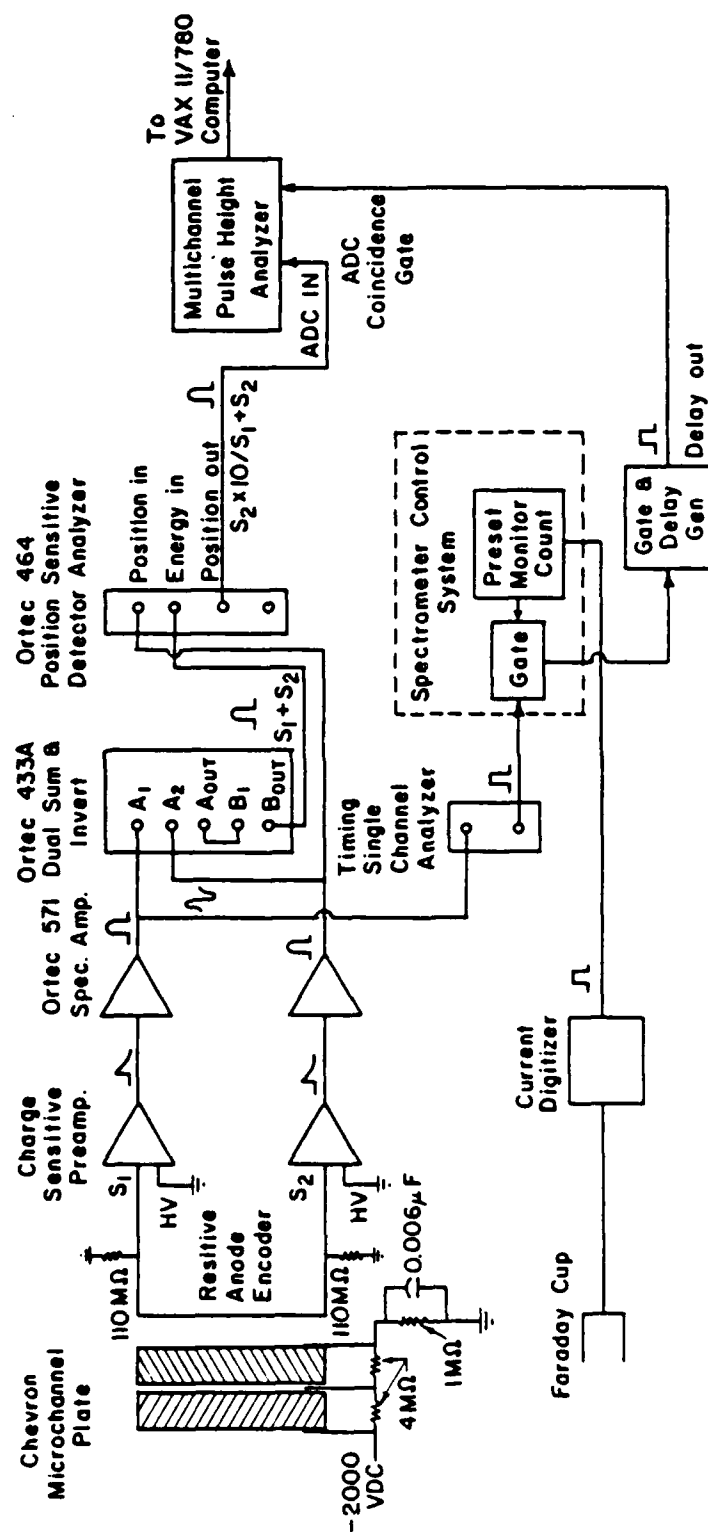 Chevron
Microchannel
Plate
-2000
VDC
4MΩ
1MΩ
0.006μF
110MΩ
110MΩ
Resitive
Anode
Encoder
Charge
Sensitive
Preamp.
S1
HV
S2
HV
Ortec 571
Spec. Amp.
Ortec 433A
Dual Sum &
Invert
A1
A2
AOUT
B1
BOUT
S1+S2
Ortec 464
Position Sensitive
Detector Analyzer
Position in
Energy in
Position out
S2 x 10/S1+S2
ADC IN
Multichannel
Pulse Height
Analyzer
To
VAX 11/780
Computer
ADC
Coincidence
Gate
Timing
Single
Channel
Analyzer
Spectrometer Control
System
Gate
Preset
Monitor
Count
Gate &
Delay
Gen
Delay out
Faraday Cup
Current
Digitizer